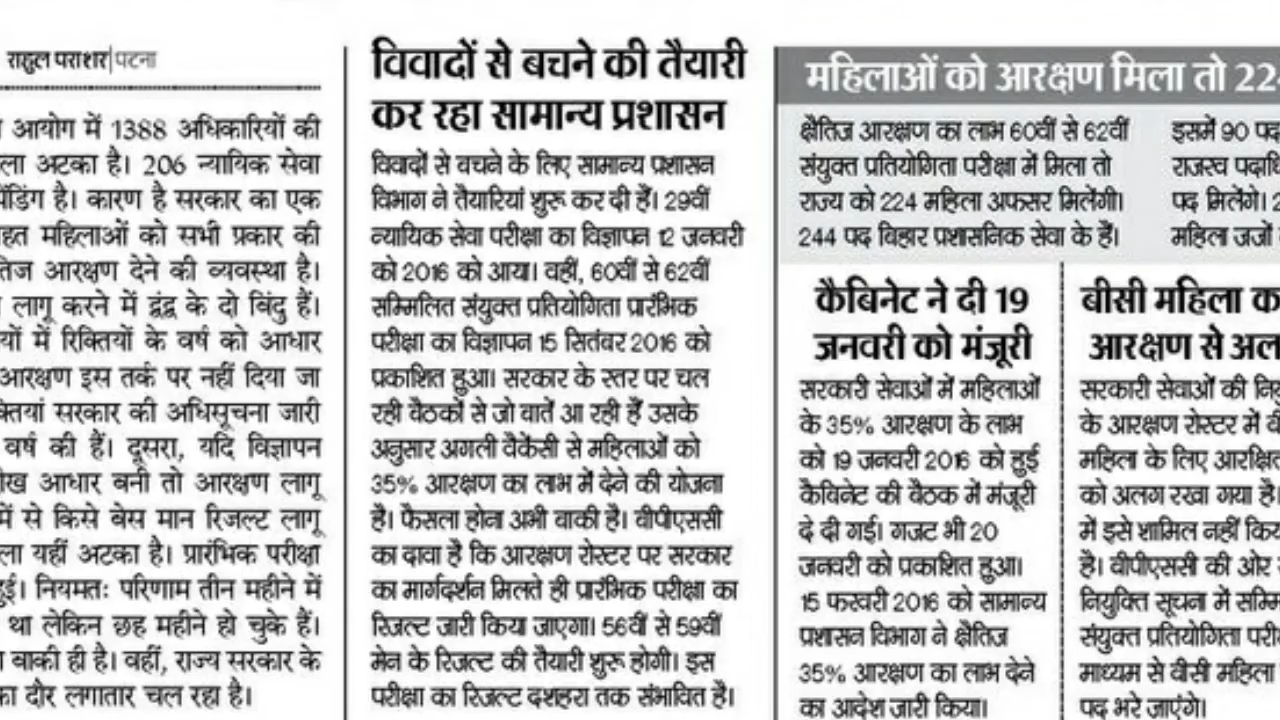 राहुल पराशर|पटना
आयोग में 1388 अधिकारियों की
अटका है। 206 न्यायिक सेवा
पेंडिंग है। कारण है सरकार का एक
महिलाओं को सभी प्रकार की
आरक्षण देने की व्यवस्था है।
लागू करने में द्वंद्व के दो बिंदु हैं।
में रिक्तियों के वर्ष को आधार
आरक्षण इस तर्क पर नहीं दिया जा
सरकार की अधिसूचना जारी
वर्ष की हैं। दूसरा, यदि विज्ञापन
आधार बनी तो आरक्षण लागू
में से किसे बेस मान रिजल्ट लागू
यहीं अटका है। प्रारंभिक परीक्षा
हुई। नियमतः परिणाम तीन महीने में
था लेकिन छह महीने हो चुके हैं।
बाकी ही है। वहीं, राज्य सरकार के
का दौर लगातार चल रहा है।
विवादों से बचने की तैयारी
कर रहा सामान्य प्रशासन
विवादों से बचने के लिए सामान्य प्रशासन
विभाग ने तैयारियां शुरू कर दी हैं। 29वीं
न्यायिक सेवा परीक्षा का विज्ञापन 12 जनवरी
को 2016 को आया। वहीं, 60वीं से 62वीं
सम्मिलित संयुक्त प्रतियोगिता प्रारंभिक
परीक्षा का विज्ञापन 15 सितंबर 2016 को
प्रकाशित हुआ। सरकार के स्तर पर चल
रही बैठकों से जो बातें आ रही हैं उसके
अनुसार अगली वैकेंसी से महिलाओं को
35% आरक्षण का लाभ में देने की योजना
है। फैसला होना अभी बाकी है। बीपीएससी
का दावा है कि आरक्षण रोस्टर पर सरकार
का मार्गदर्शन मिलते ही प्रारंभिक परीक्षा का
रिजल्ट जारी किया जाएगा। 56वीं से 59वीं
मेन के रिजल्ट की तैयारी शुरू होगी। इस
परीक्षा का रिजल्ट दशहरा तक संभावित है।
महिलाओं को आरक्षण मिला तो 22
क्षैतिज आरक्षण का लाभ 60वीं से 62वीं
संयुक्त प्रतियोगिता परीक्षा में मिला तो
राज्य को 224 महिला अफसर मिलेंगी।
244 पद बिहार प्रशासनिक सेवा के हैं।
इसमें 90 पद
राजस्व
पद मिलेंगे।
महिला जजों
कैबिनेट ने दी 19
जनवरी को मंजूरी
सरकारी सेवाओं में महिलाओं
के 35% आरक्षण के लाभ
को 19 जनवरी 2016 को हुई
कैबिनेट की बैठक में मंजूरी
दे दी गई। गजट भी 20
जनवरी को प्रकाशित हुआ।
15 फरवरी 2016 को सामान्य
प्रशासन विभाग ने क्षैतिज
35% आरक्षण का लाभ देने
का आदेश जारी किया।
बीसी महिला
आरक्षण से
सरकारी सेवाओं की
के आरक्षण रोस्टर में
महिला के लिए
को अलग रखा गया है।
में इसे शामिल नहीं
है। बीपीएससी की ओर
नियुक्ति सूचना में
संयुक्त प्रतियोगिता
माध्यम से बीसी महिला
पद भरे जाएंगे।